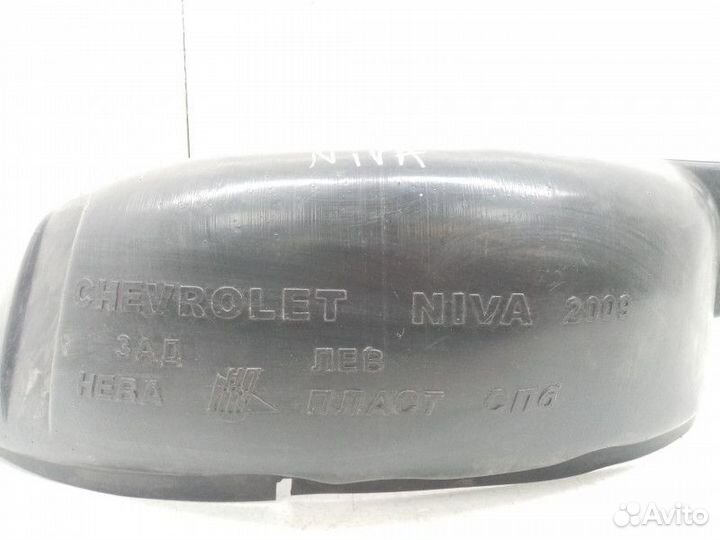 NIVA
CHEVROLET NIVA 2009
ЗАД ЛЕВ
НЕВА ПЛАСТ СПб
Avito